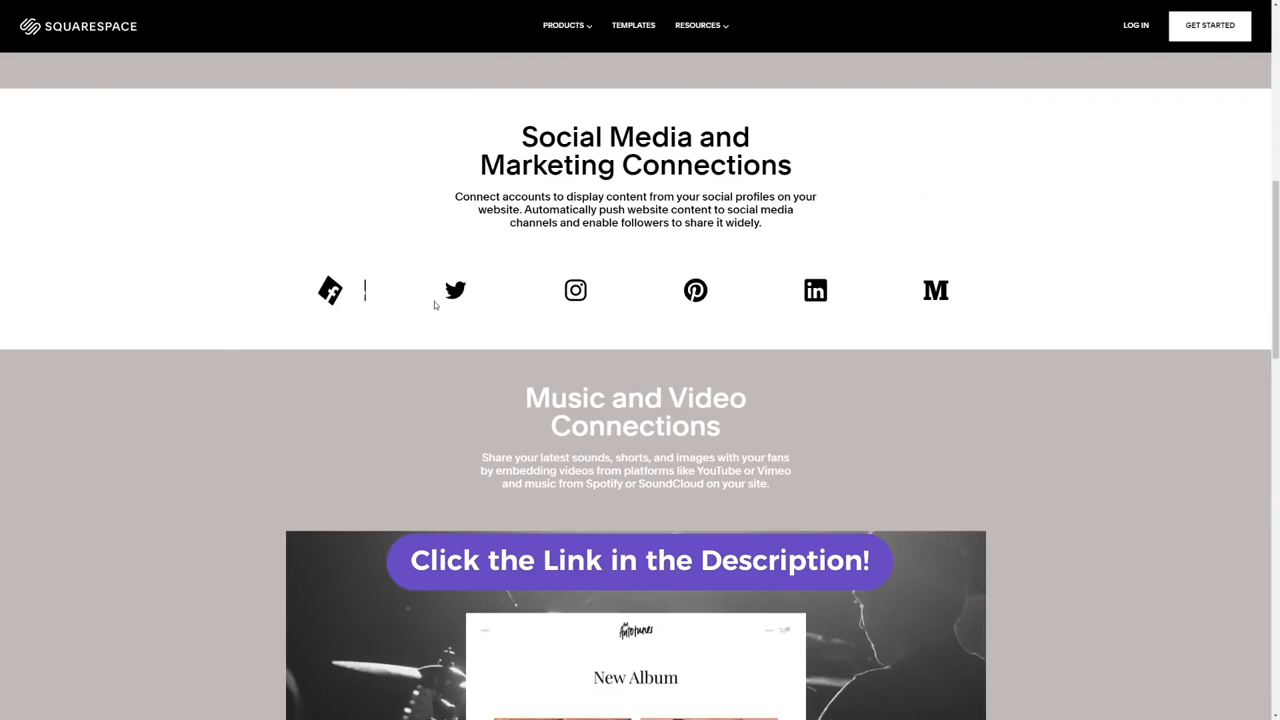 SQUARESPACE
PRODUCTS
TEMPLATES
RESOURCES
LOG IN
GET STARTED
Social Media and
Marketing Connections
Connect accounts to display content from your social profiles on your
website. Automatically push website content to social media
channels and enable followers to share it widely.
Music and Video
Connections
Share your latest sounds, shorts, and images with your fans
by embedding videos from platforms like YouTube or Vimeo
and music from Spotify or SoundCloud on your site.
Click the Link in the Description!
New Album